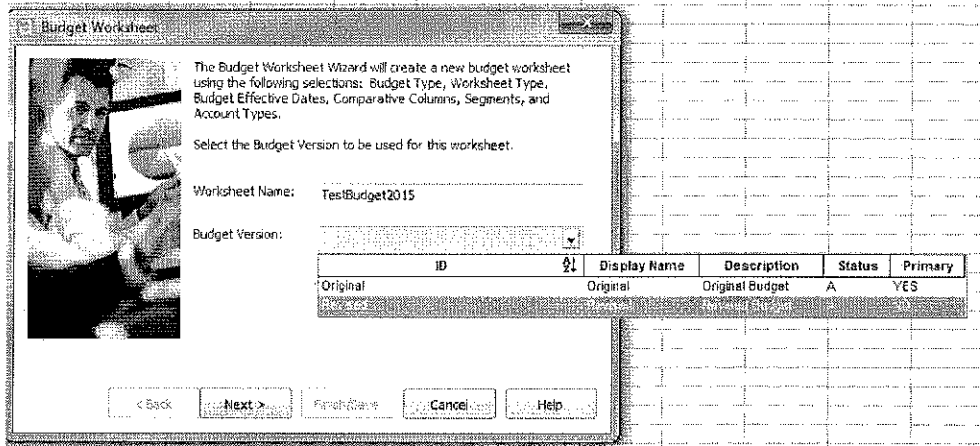 Budget Worksheet
The Budget Worksheet Wizard will create a new budget worksheet
using the following selections: Budget Type, Worksheet Type,
Budget Effective Dates, Comparative Columns, Segments, and
Account Types.
Select the Budget Version to be used for this worksheet.
Worksheet Name: TestBudget2015
Budget Version:
ID Display Name Description Status Primary
Original Original Original Budget A YES
< Back Next > Finish/Save Cancel Help